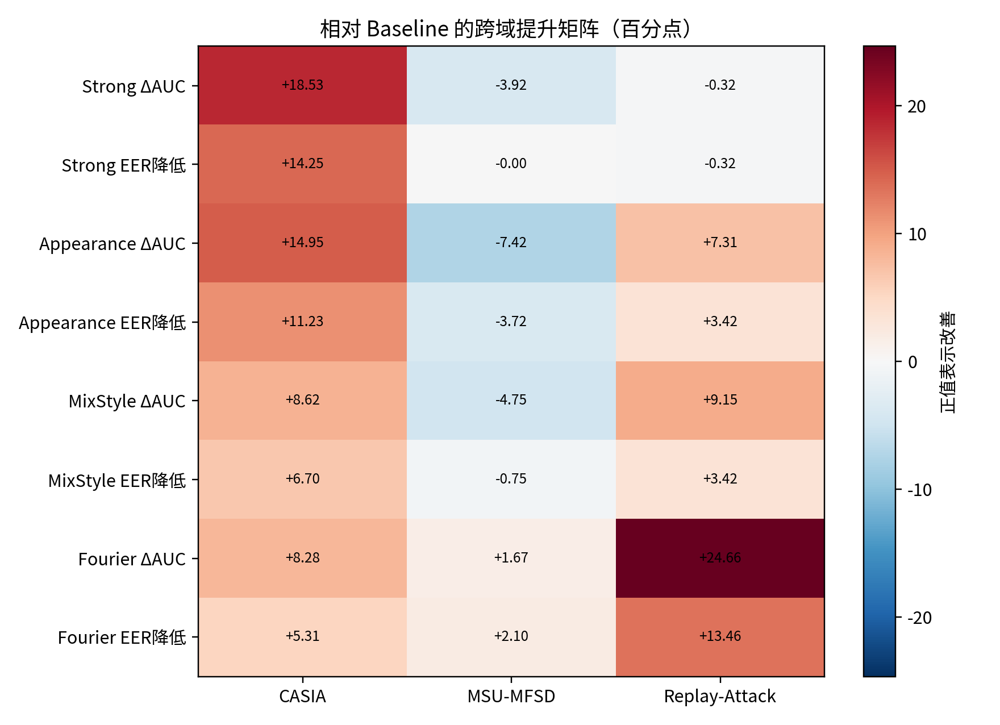 相对 Baseline 的跨域提升矩阵（百分点）
Strong ΔAUC +18.53 -3.92 -0.32
Strong EER降低 +14.25 -0.00 -0.32
Appearance ΔAUC +14.95 -7.42 +7.31
Appearance EER降低 +11.23 -3.72 +3.42
MixStyle ΔAUC +8.62 -4.75 +9.15
MixStyle EER降低 +6.70 -0.75 +3.42
Fourier ΔAUC +8.28 +1.67 +24.66
Fourier EER降低 +5.31 +2.10 +13.46
CASIA MSU-MFSD Replay-Attack
20
10
0
-10
-20
正值表示改善